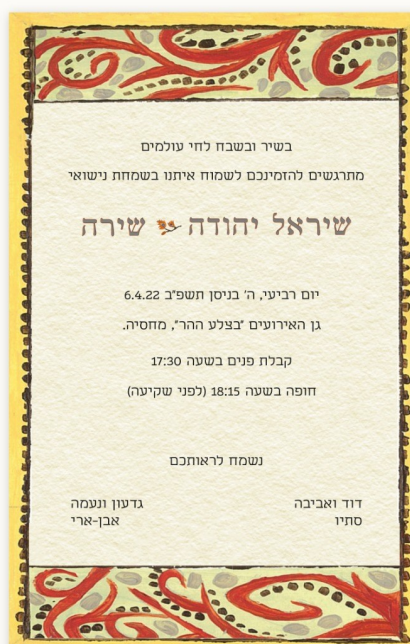 בשיר ובשבח לחי עולמים
מתרגשים להזמינכם לשמוח איתנו בשמחת נישואי
שיראל יהודה שירה
יום רביעי, ה' בניסן תשפ"ב 6.4.22
גן האירועים "בצלע ההר", מחסיה.
קבלת פנים בשעה 17:30
חופה בשעה 18:15 (לפני שקיעה)
נשמח לראותכם
דוד ואביבה
סתיו
גדעון ונעמה
אבן-ארי